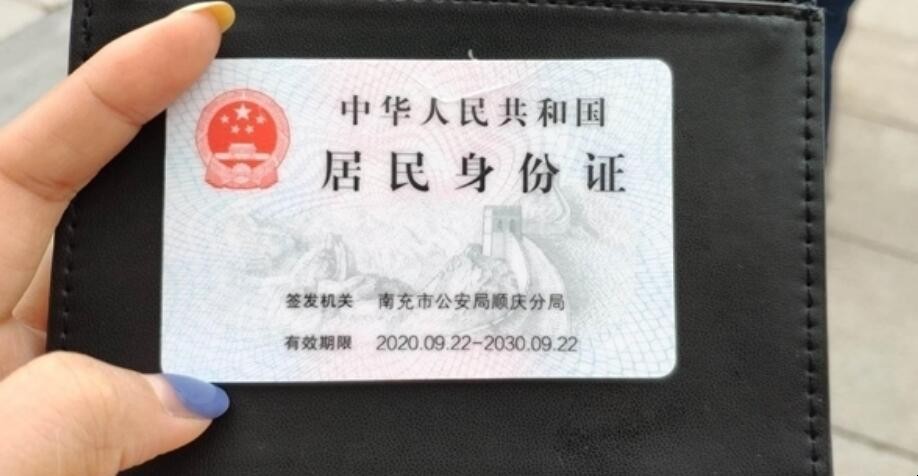 中华人民共和国
居民身份证
签发机关 南充市公安局顺庆分局
有效期限 2020.09.22-2030.09.22